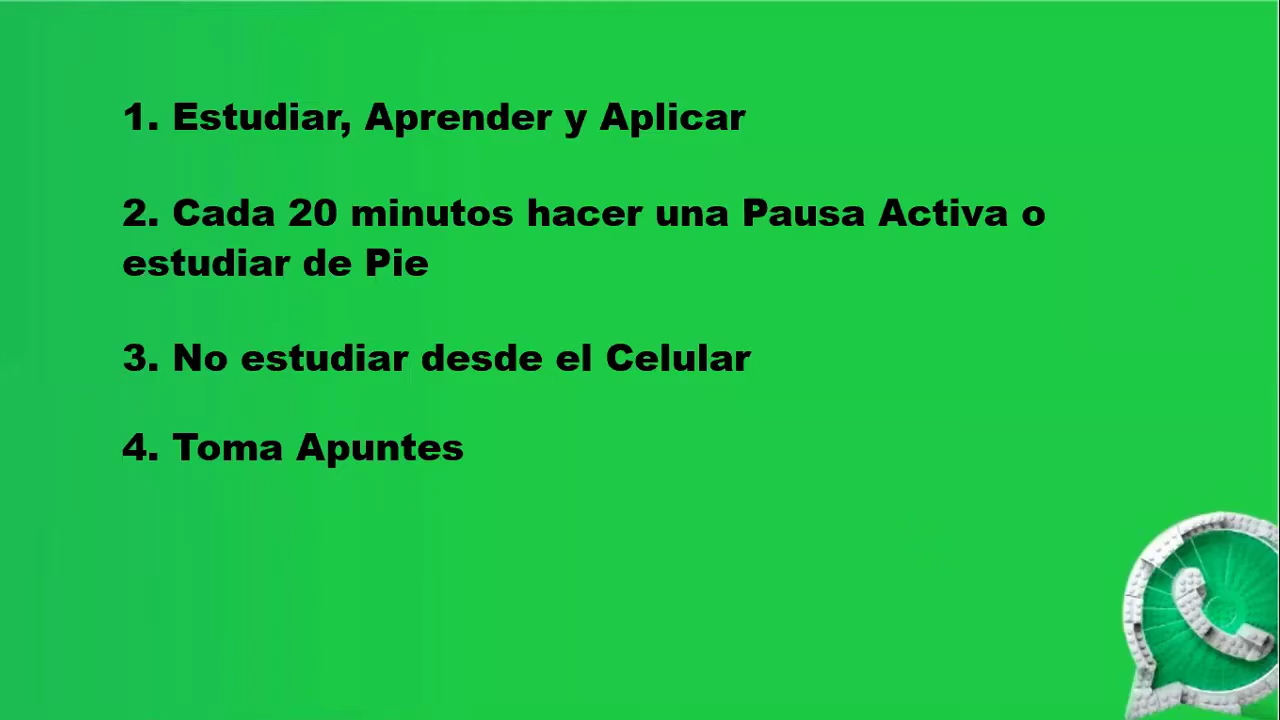 1. Estudiar, Aprender y Aplicar
2. Cada 20 minutos hacer una Pausa Activa o
estudiar de Pie
3. No estudiar desde el Celular
4. Toma Apuntes